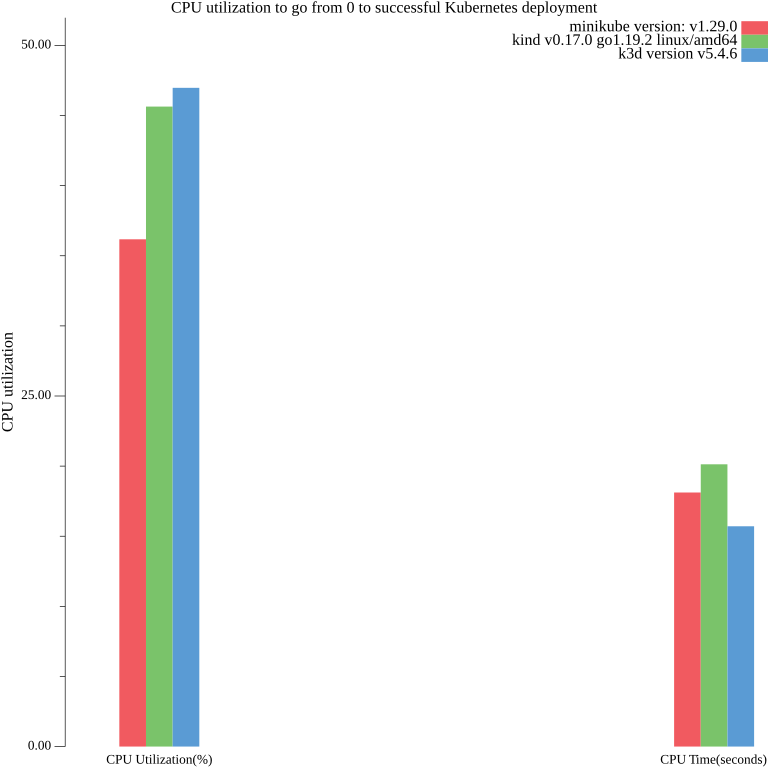 CPU utilization to go from 0 to successful Kubernetes deployment
minikube version: v1.29.0
kind v0.17.0 go1.19.2 linux/amd64
k3d version v5.4.6
50.00
25.00
0.00
CPU utilization
CPU Utilization(%)
CPU Time(seconds)